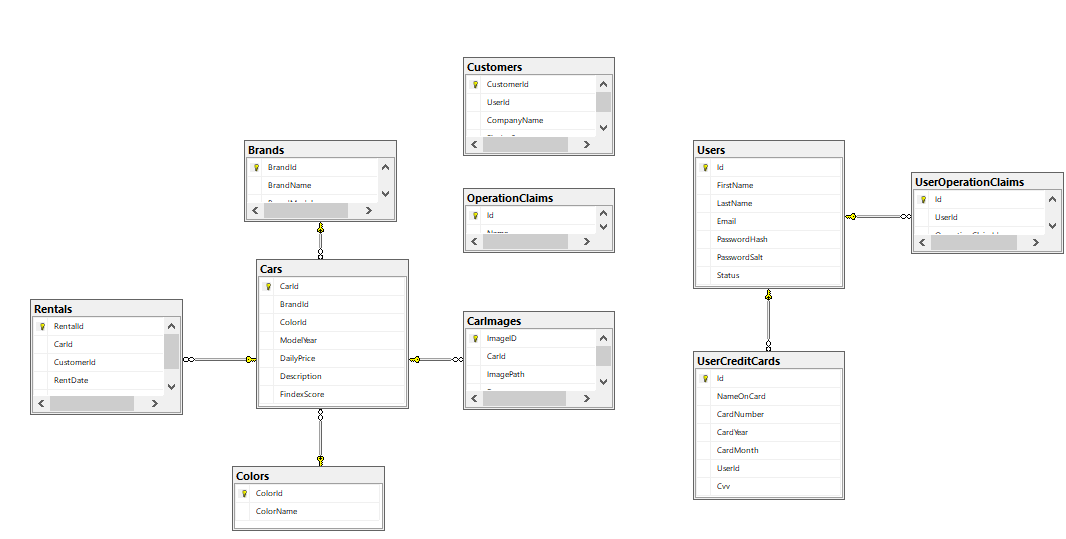 Customers
CustomerId
UserId
CompanyName
Brands
BrandId
BrandName
Users
Id
FirstName
LastName
Email
PasswordHash
PasswordSalt
Status
UserOperationClaims
Id
UserId
OperationClaims
Id
Name
Cars
CarId
BrandId
ColorId
ModelYear
DailyPrice
Description
FindexScore
Rentals
RentalId
CarId
CustomerId
RentDate
CarImages
ImageID
CarId
ImagePath
UserCreditCards
Id
NameOnCard
CardNumber
CardYear
CardMonth
UserId
Cvv
Colors
ColorId
ColorName